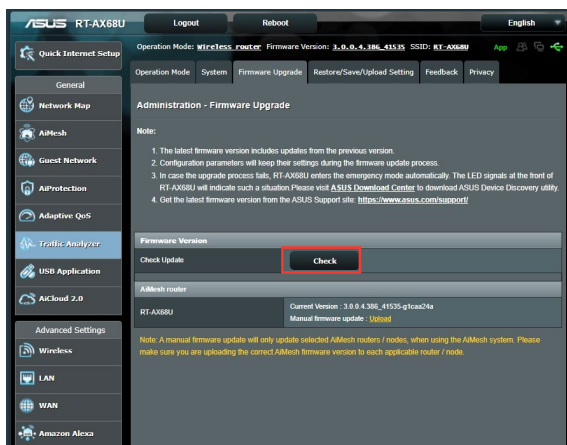 ASUS RT-AX68U Logout Reboot English
Operation Mode: Wireless router Firmware Version: 3.0.0.4.386_41535 SSID: RT-AX68U App
Quick Internet Setup
Operation Mode System Firmware Upgrade Restore/Save/Upload Setting Feedback Privacy
General
Network Map
AiMesh
Guest Network
AiProtection
Adaptive QoS
Traffic Analyzer
USB Application
AiCloud 2.0
Advanced Settings
Wireless
LAN
WAN
Amazon Alexa
Administration - Firmware Upgrade
Note:
1. The latest firmware version includes updates from the previous version.
2. Configuration parameters will keep their settings during the firmware update process.
3. In case the upgrade process fails, RT-AX68U enters the emergency mode automatically. The LED signals at the front of
RT-AX68U will indicate such a situation.Please visit ASUS Download Center to download ASUS Device Discovery utility.
4. Get the latest firmware version from the ASUS Support site: https://www.asus.com/support/
Firmware Version
Check Update Check
AiMesh router
RT-AX68U
Current Version : 3.0.0.4.386_41535-g1caa24a
Manual firmware update : Upload
Note: A manual firmware update will only update selected AiMesh routers / nodes, when using the AiMesh system. Please
make sure you are uploading the correct AiMesh firmware version to each applicable router / node.